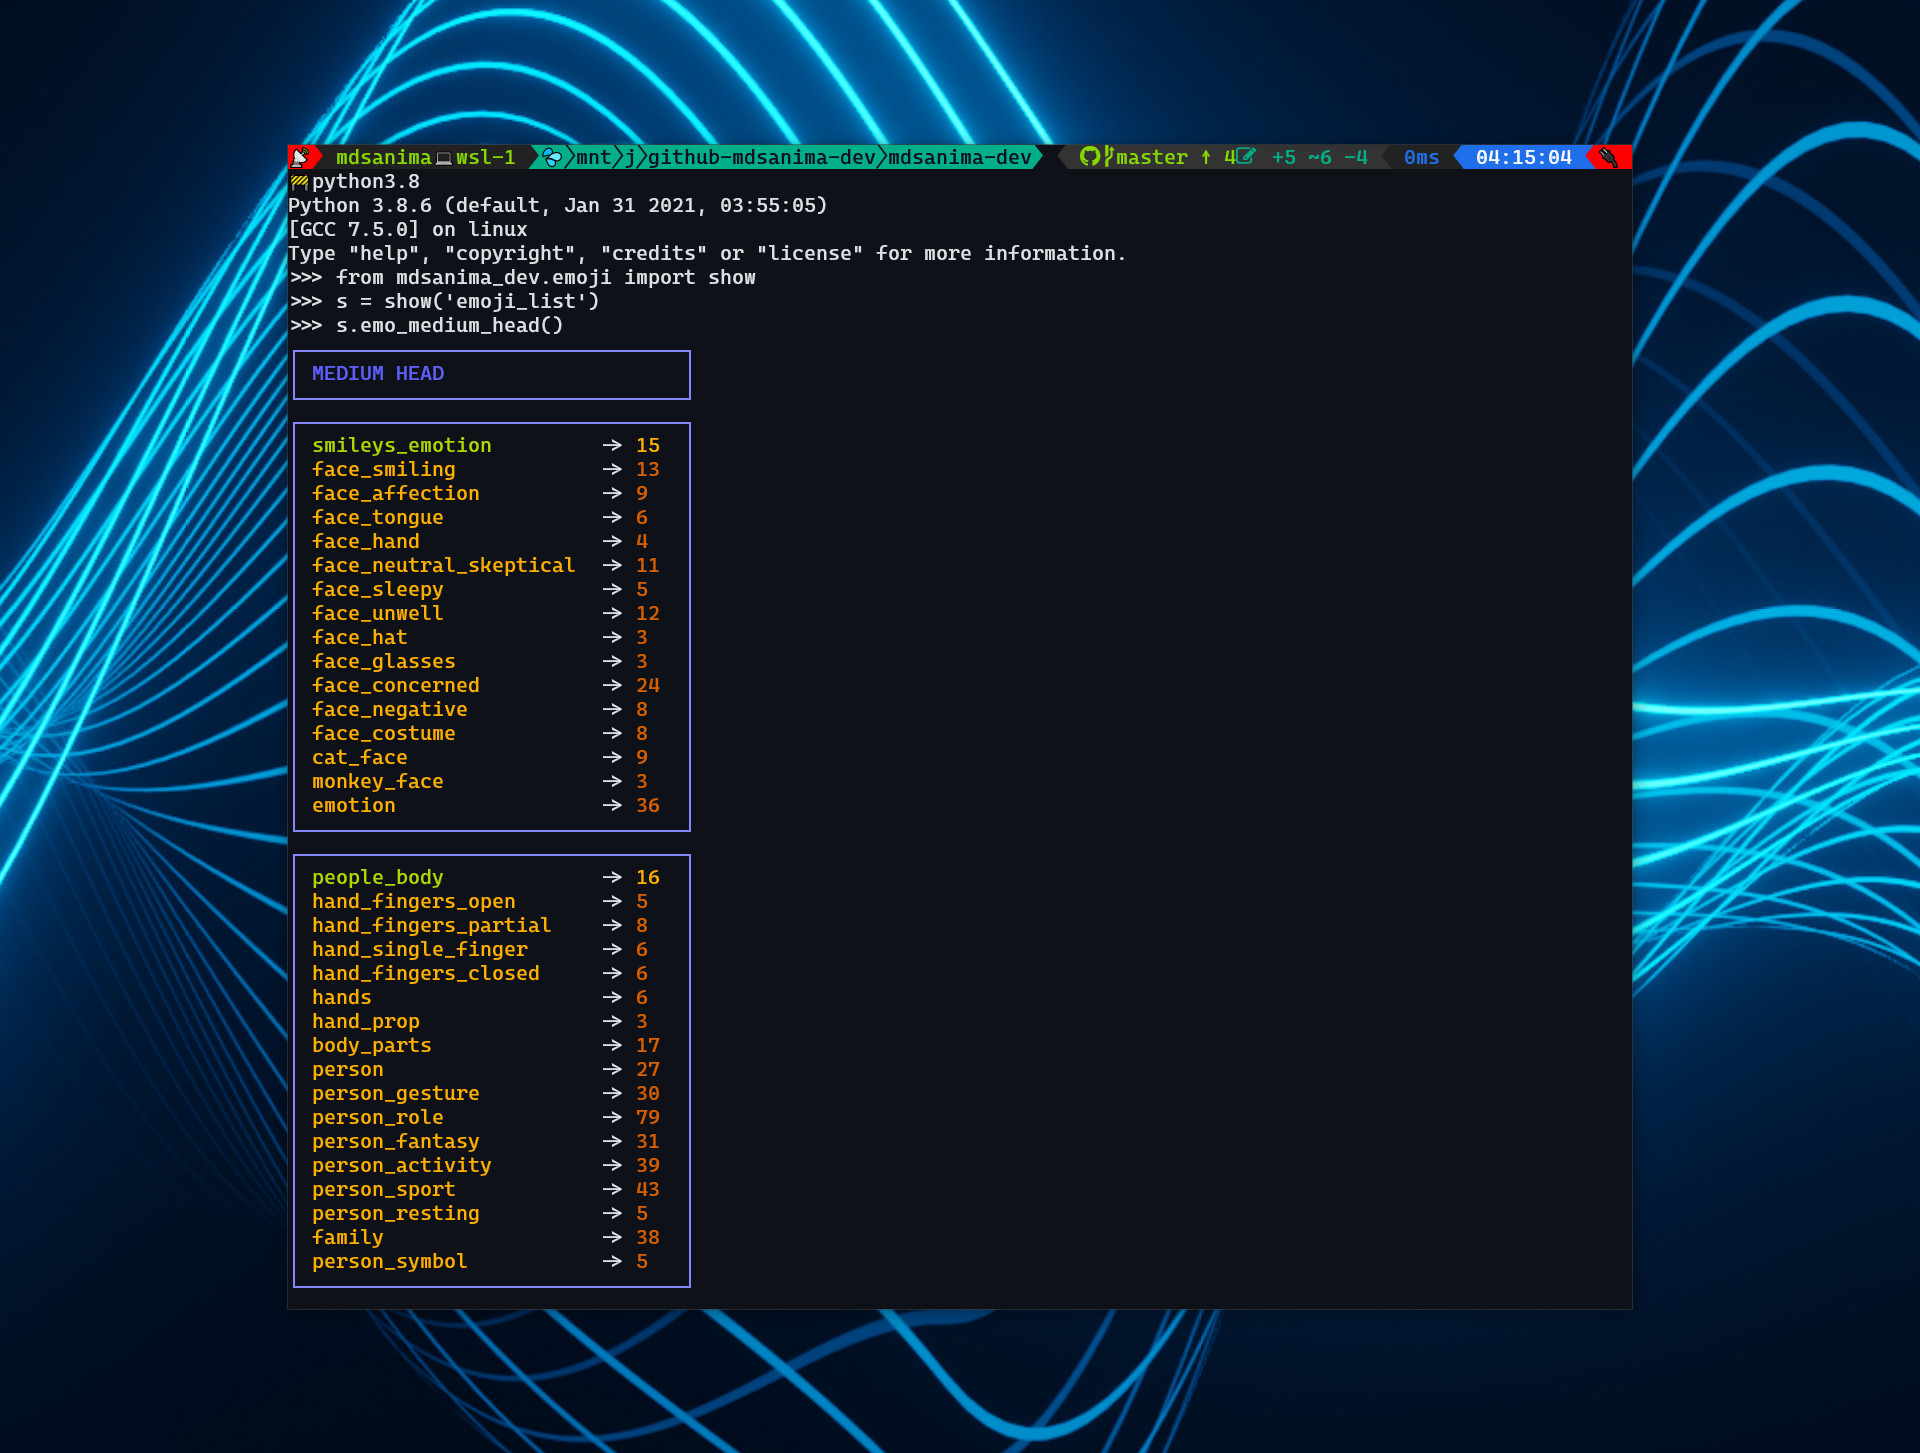 mdsanima wsl-1 mnt j github-mdsanima-dev mdsanima-dev master ↑ 4 +5 ~6 -4 0ms 04:15:04
python3.8
Python 3.8.6 (default, Jan 31 2021, 03:55:05)
[GCC 7.5.0] on linux
Type "help", "copyright", "credits" or "license" for more information.
>>> from mdsanima_dev.emoji import show
>>> s = show('emoji_list')
>>> s.emo_medium_head()
MEDIUM HEAD
smileys_emotion → 15
face_smiling → 13
face_affection → 9
face_tongue → 6
face_hand → 4
face_neutral_skeptical → 11
face_sleepy → 5
face_unwell → 12
face_hat → 3
face_glasses → 3
face_concerned → 24
face_negative → 8
face_costume → 8
cat_face → 9
monkey_face → 3
emotion → 36
people_body → 16
hand_fingers_open → 5
hand_fingers_partial → 8
hand_single_finger → 6
hand_fingers_closed → 6
hands → 6
hand_prop → 3
body_parts → 17
person → 27
person_gesture → 30
person_role → 79
person_fantasy → 31
person_activity → 39
person_sport → 43
person_resting → 5
family → 38
person_symbol → 5